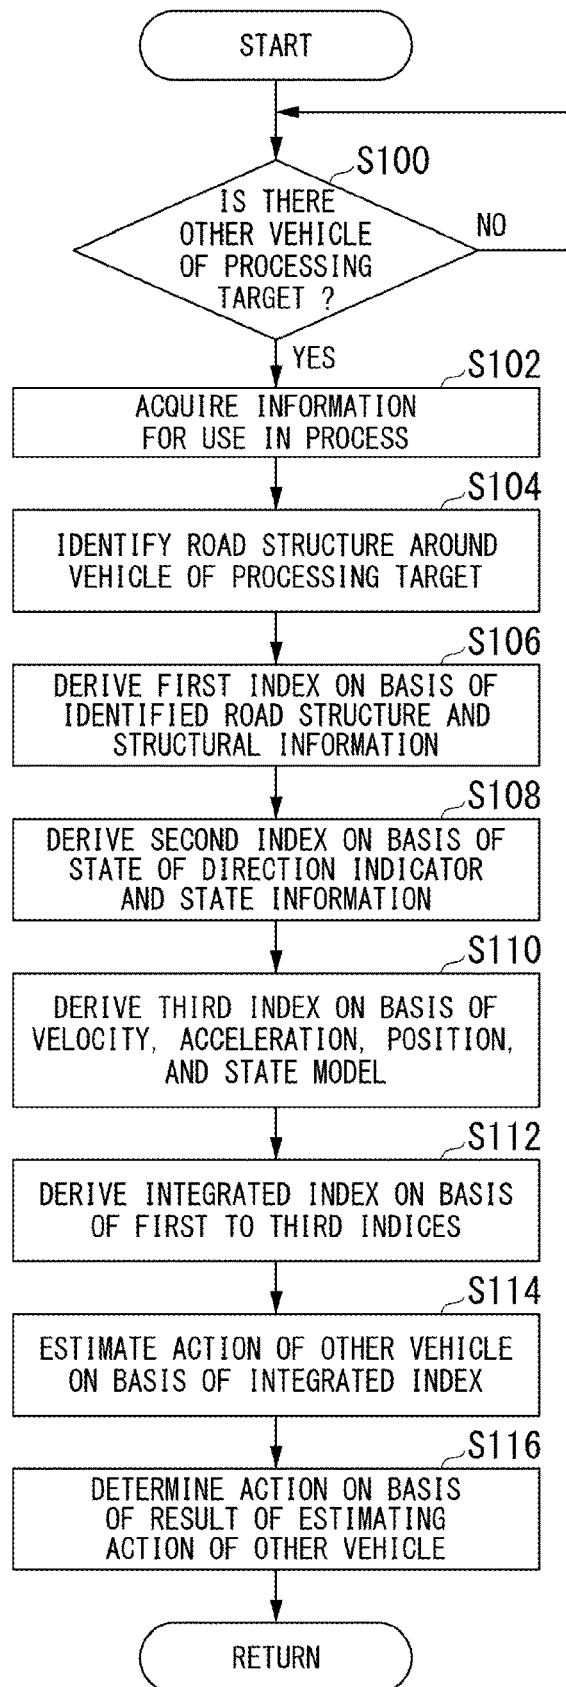 START
S100
IS THERE
OTHER VEHICLE
OF PROCESSING
TARGET ?
NO
YES
S102
ACQUIRE INFORMATION
FOR USE IN PROCESS
S104
IDENTIFY ROAD STRUCTURE AROUND
VEHICLE OF PROCESSING TARGET
S106
DERIVE FIRST INDEX ON BASIS OF
IDENTIFIED ROAD STRUCTURE AND
STRUCTURAL INFORMATION
S108
DERIVE SECOND INDEX ON BASIS OF
STATE OF DIRECTION INDICATOR
AND STATE INFORMATION
S110
DERIVE THIRD INDEX ON BASIS OF
VELOCITY, ACCELERATION, POSITION,
AND STATE MODEL
S112
DERIVE INTEGRATED INDEX ON BASIS
OF FIRST TO THIRD INDICES
S114
ESTIMATE ACTION OF OTHER VEHICLE
ON BASIS OF INTEGRATED INDEX
S116
DETERMINE ACTION ON BASIS
OF RESULT OF ESTIMATING
ACTION OF OTHER VEHICLE
RETURN